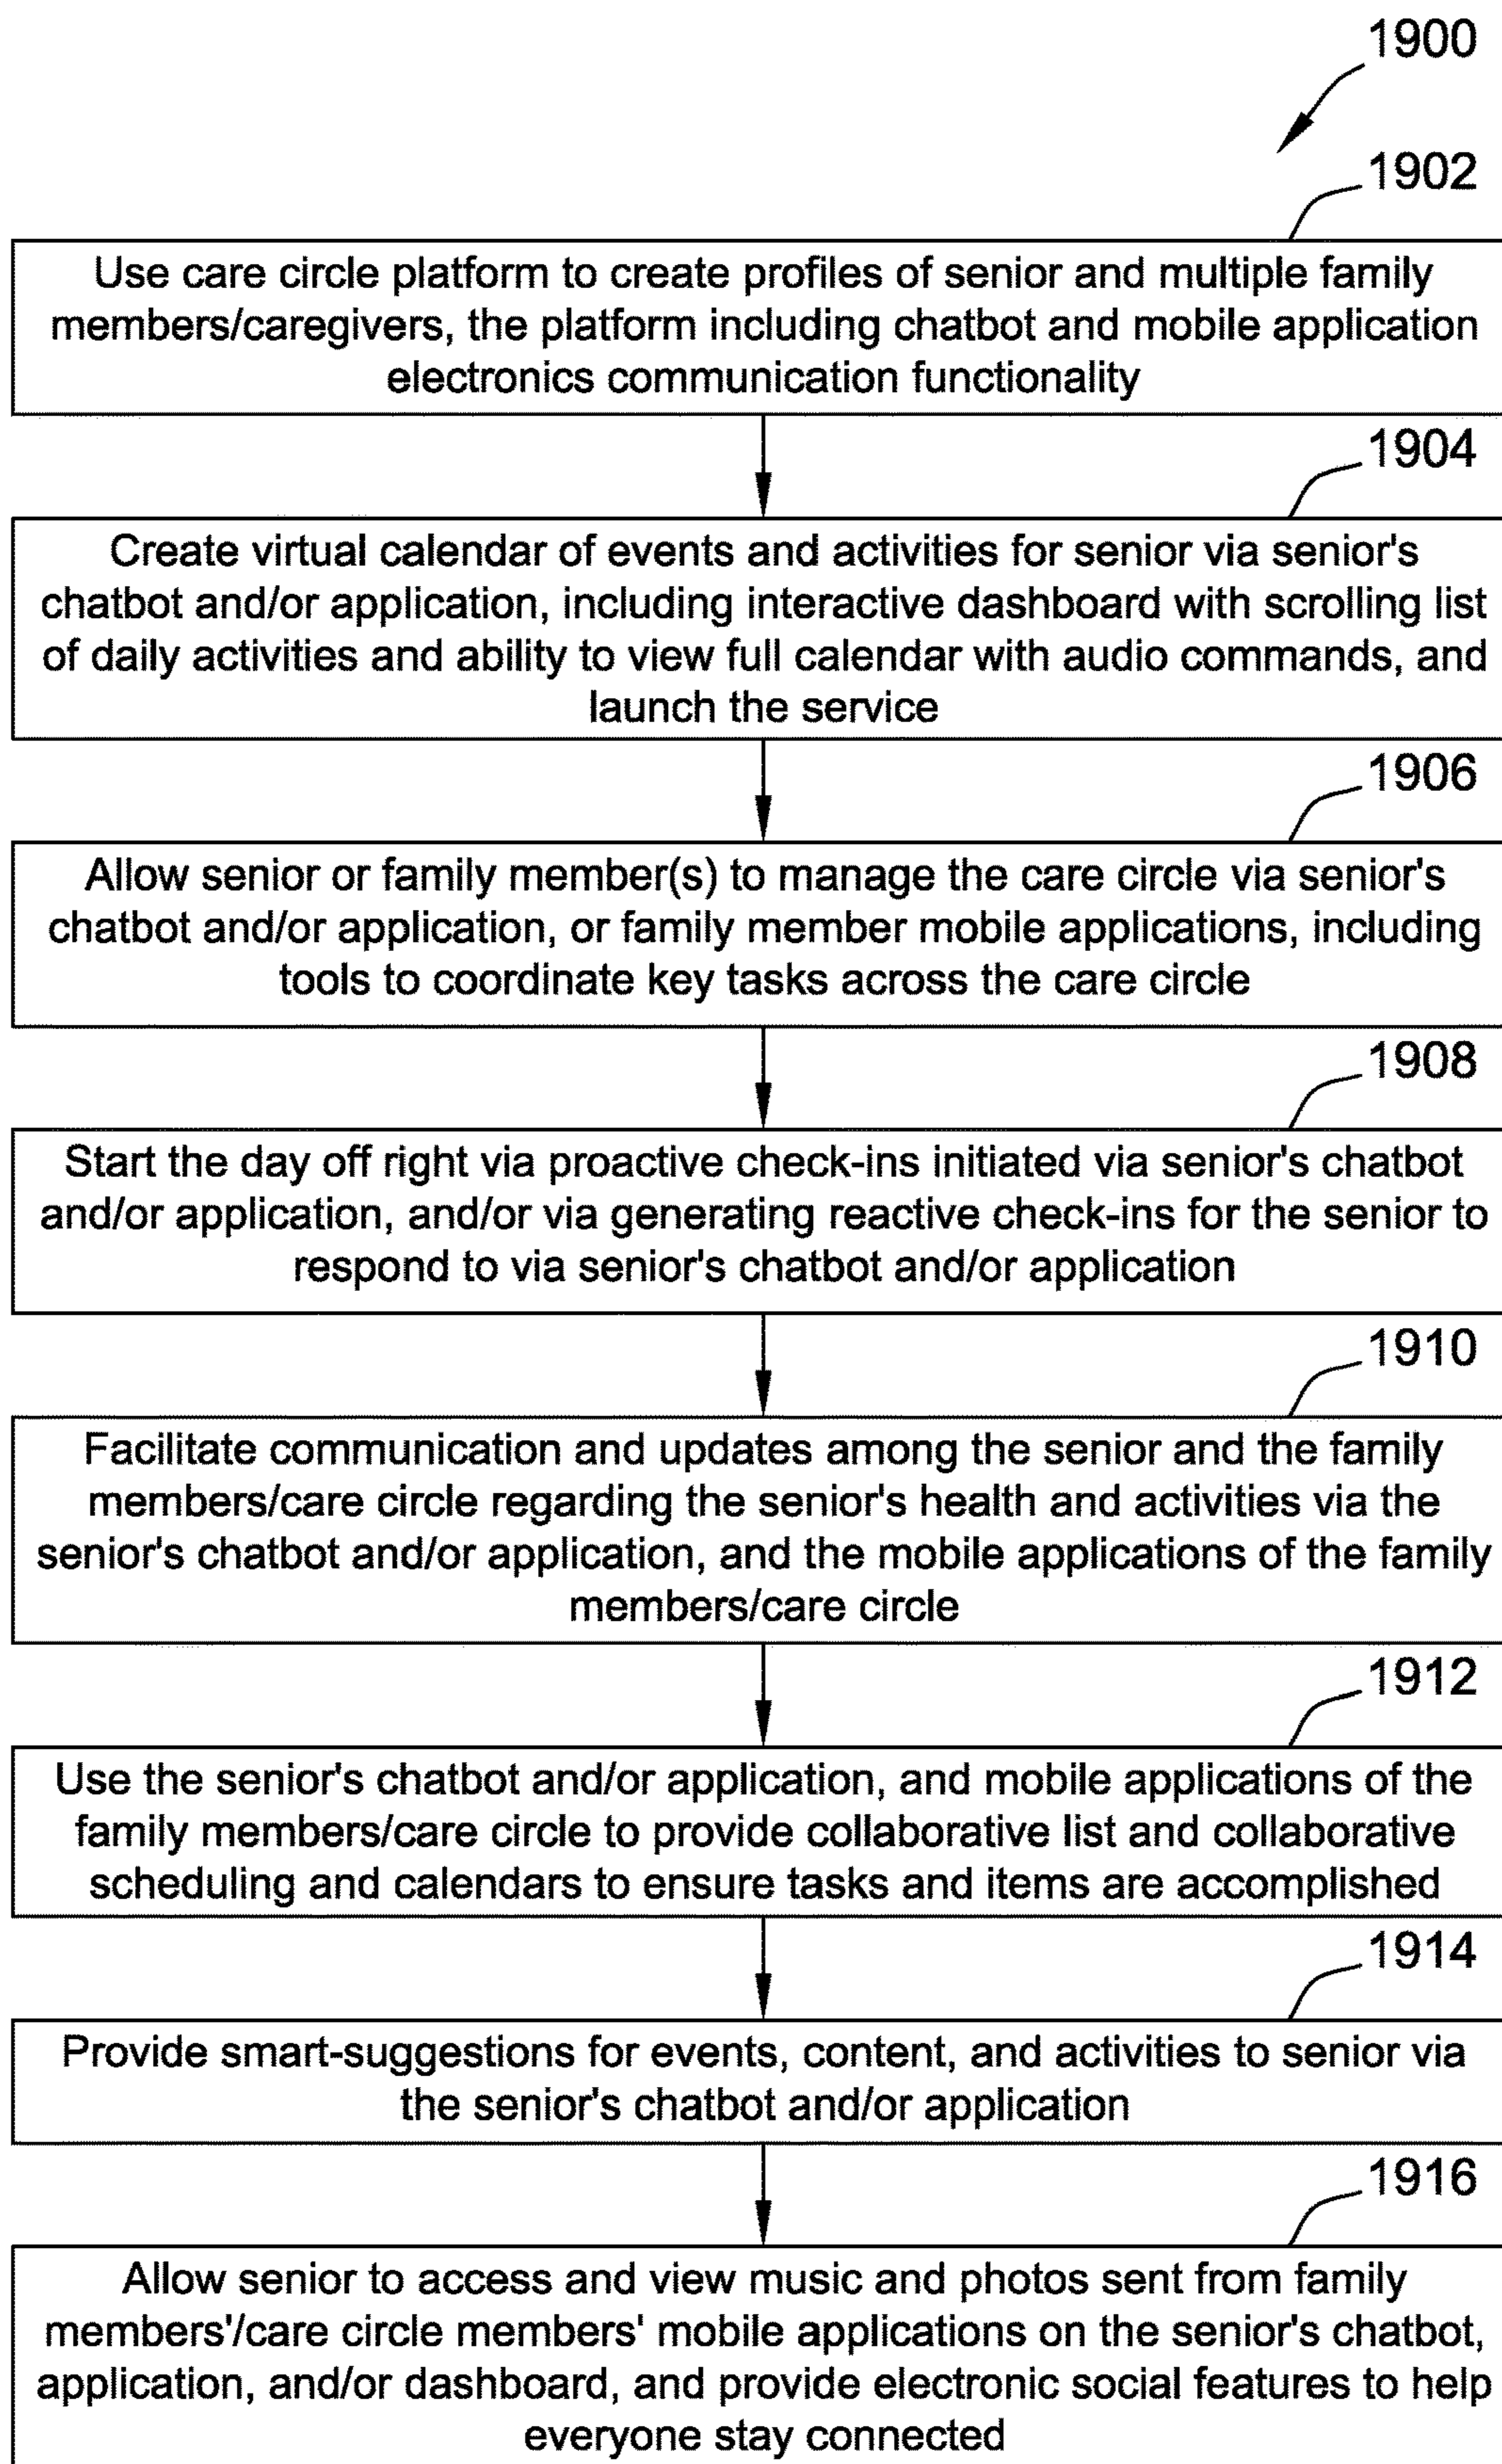 1900
1902
Use care circle platform to create profiles of senior and multiple family
members/caregivers, the platform including chatbot and mobile application
electronics communication functionality
1904
Create virtual calendar of events and activities for senior via senior's
chatbot and/or application, including interactive dashboard with scrolling list
of daily activities and ability to view full calendar with audio commands, and
launch the service
1906
Allow senior or family member(s) to manage the care circle via senior's
chatbot and/or application, or family member mobile applications, including
tools to coordinate key tasks across the care circle
1908
Start the day off right via proactive check-ins initiated via senior's chatbot
and/or application, and/or via generating reactive check-ins for the senior to
respond to via senior's chatbot and/or application
1910
Facilitate communication and updates among the senior and the family
members/care circle regarding the senior's health and activities via the
senior's chatbot and/or application, and the mobile applications of the family
members/care circle
1912
Use the senior's chatbot and/or application, and mobile applications of the
family members/care circle to provide collaborative list and collaborative
scheduling and calendars to ensure tasks and items are accomplished
1914
Provide smart-suggestions for events, content, and activities to senior via
the senior's chatbot and/or application
1916
Allow senior to access and view music and photos sent from family
members'/care circle members' mobile applications on the senior's chatbot,
application, and/or dashboard, and provide electronic social features to help
everyone stay connected